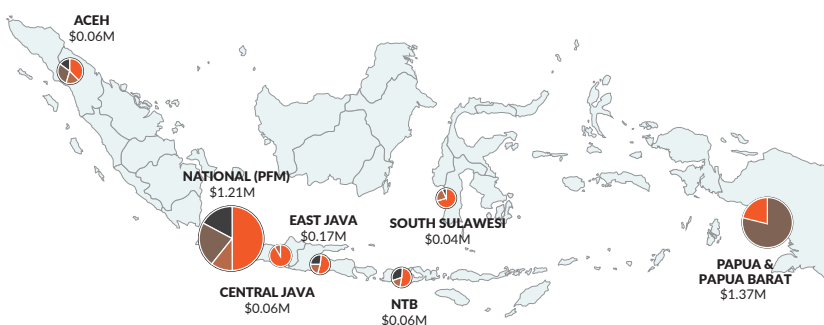 ACEH
$0.06M
NATIONAL (PFM)
$1.21M
EAST JAVA
$0.17M
SOUTH SULAWESI
$0.04M
CENTRAL JAVA
$0.06M
NTB
$0.06M
PAPUA &
PAPUA BARAT
$1.37M